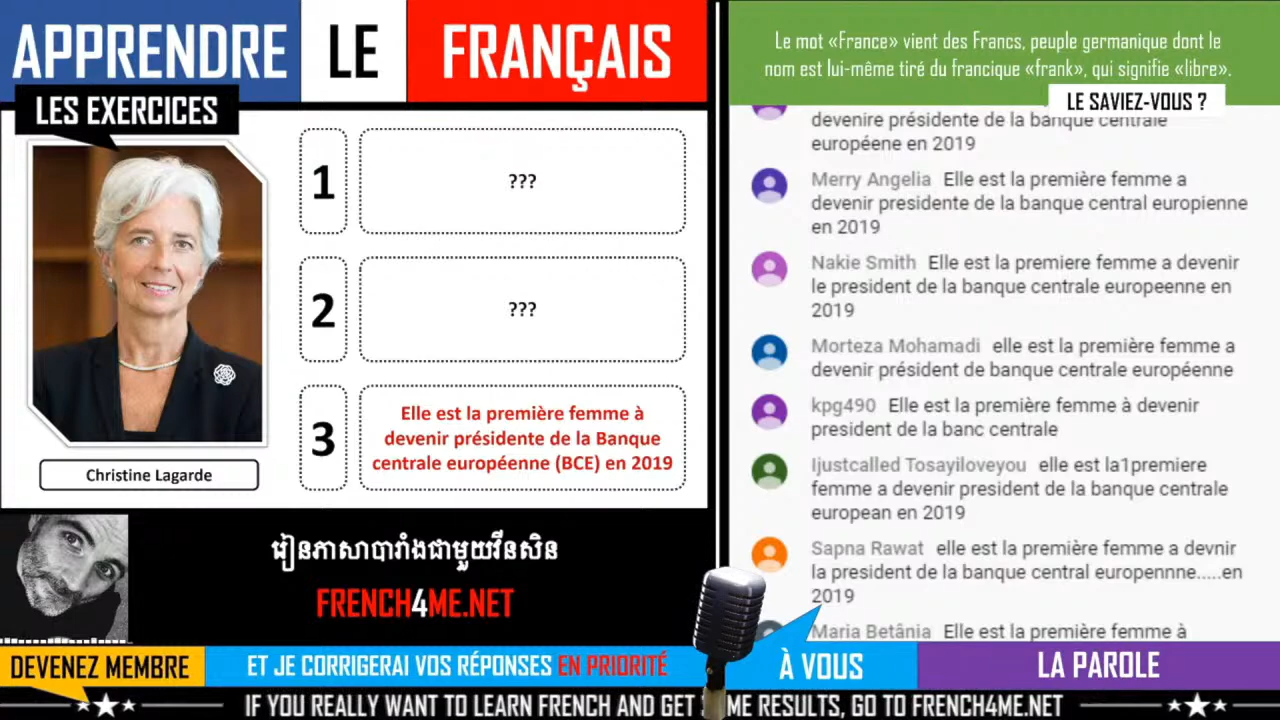 APPRENDRE LE FRANÇAIS
LES EXERCICES
1
???
2
???
3
Elle est la première femme à
devenir présidente de la Banque
centrale européenne (BCE) en 2019
Christine Lagarde
រៀនភាសាបារាំងជាមួយវីនសិន
FRENCH4ME.NET
Le mot «France» vient des Francs, peuple germanique dont le
nom est lui-même tiré du francique «frank», qui signifie «libre».
LE SAVIEZ-VOUS ?
devenire présidente de la banque centrale
européene en 2019
Merry Angelia Elle est la première femme a
devenir presidente de la banque central europienne
en 2019
Nakie Smith Elle est la premiere femme a devenir
le president de la banque centrale europeenne en
2019
Morteza Mohamadi elle est la première femme a
devenir président de banque centrale européenne
kpg490 Elle est la première femme à devenir
president de la banc centrale
Ijustcalled Tosayiloveyou elle est la1premiere
femme a devenir president de la banque centrale
european en 2019
Sapna Rawat elle est la première femme a devnir
la president de la banque central europennne.....en
2019
Maria Betânia Elle est la première femme à
DEVENEZ MEMBRE
ET JE CORRIGERAI VOS RÉPONSES EN PRIORITÉ
À VOUS LA PAROLE
IF YOU REALLY WANT TO LEARN FRENCH AND GET S ME RESULTS, GO TO FRENCH4ME.NET